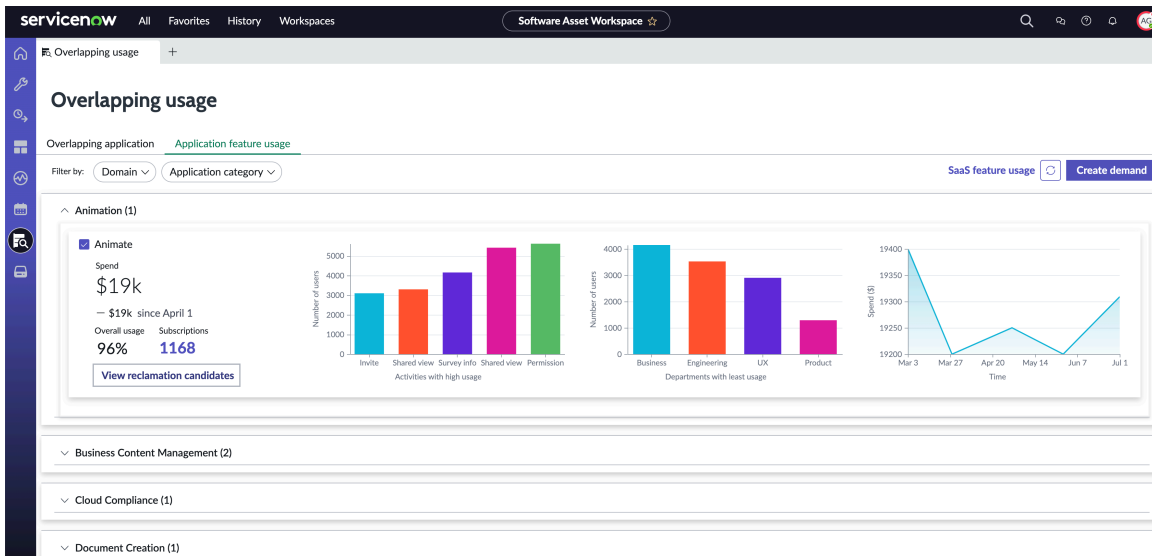 servicenow All Favorites History Workspaces Software Asset Workspace AG
Overlapping usage +
Overlapping usage
Overlapping application Application feature usage
Filter by: Domain Application category SaaS feature usage Create demand
Animation (1)
Animate
Spend
$19k
— $19k since April 1
Overall usage Subscriptions
96% 1168
View reclamation candidates
Number of users
5000
4000
3000
2000
1000
0
Invite Shared view Survey info Shared view Permission
Activities with high usage
Number of users
4000
3000
2000
1000
0
Business Engineering UX Product
Departments with least usage
Spend ($)
19400
19350
19300
19250
19200
Mar 3 Mar 27 Apr 20 May 14 Jun 7 Jul 1
Time
Business Content Management (2)
Cloud Compliance (1)
Document Creation (1)